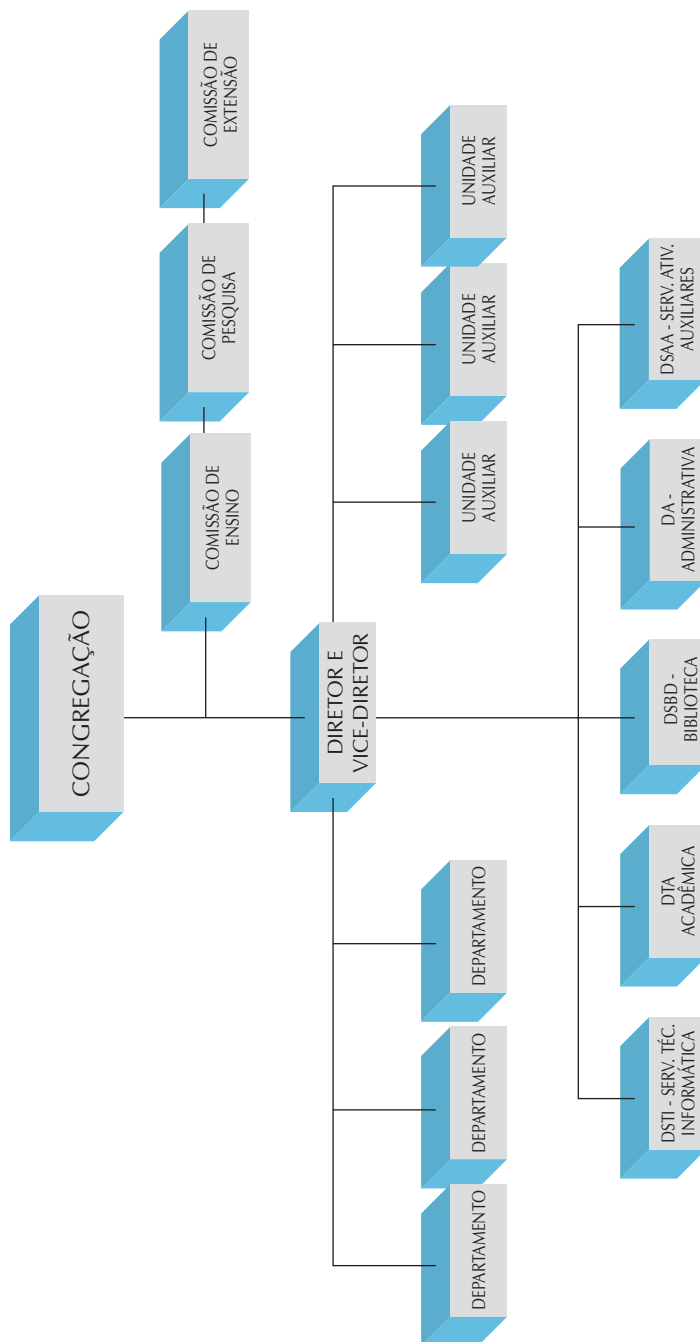 CONGREGAÇÃO
COMISSÃO DE
ENSINO
COMISSÃO DE
PESQUISA
COMISSÃO DE
EXTENSÃO
DIRETOR E
VICE-DIRETOR
DEPARTAMENTO
DEPARTAMENTO
DEPARTAMENTO
UNIDADE
AUXILIAR
UNIDADE
AUXILIAR
UNIDADE
AUXILIAR
DSTI - SERV. TÉC.
INFORMÁTICA
DTA
ACADÊMICA
DSBD -
BIBLIOTECA
DA -
ADMINISTRATIVA
DSAA - SERV. ATIV.
AUXILIARES